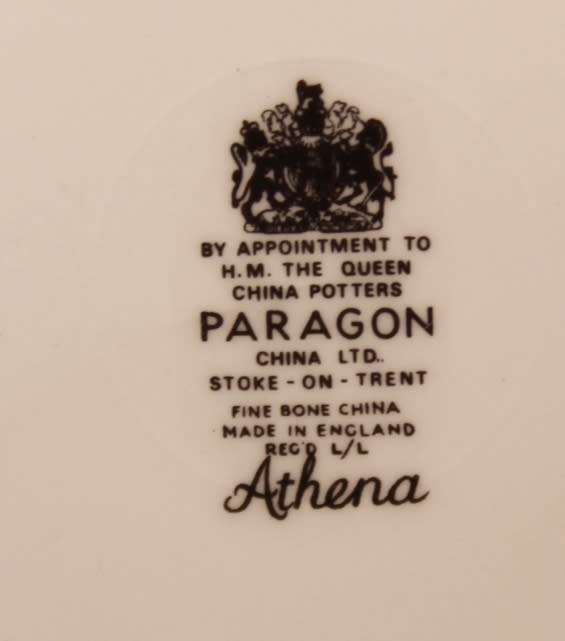 BY APPOINTMENT TO
H.M. THE QUEEN
CHINA POTTERS
PARAGON
CHINA LTD.
STOKE - ON - TRENT
FINE BONE CHINA
MADE IN ENGLAND
REG'D L/L
Athena